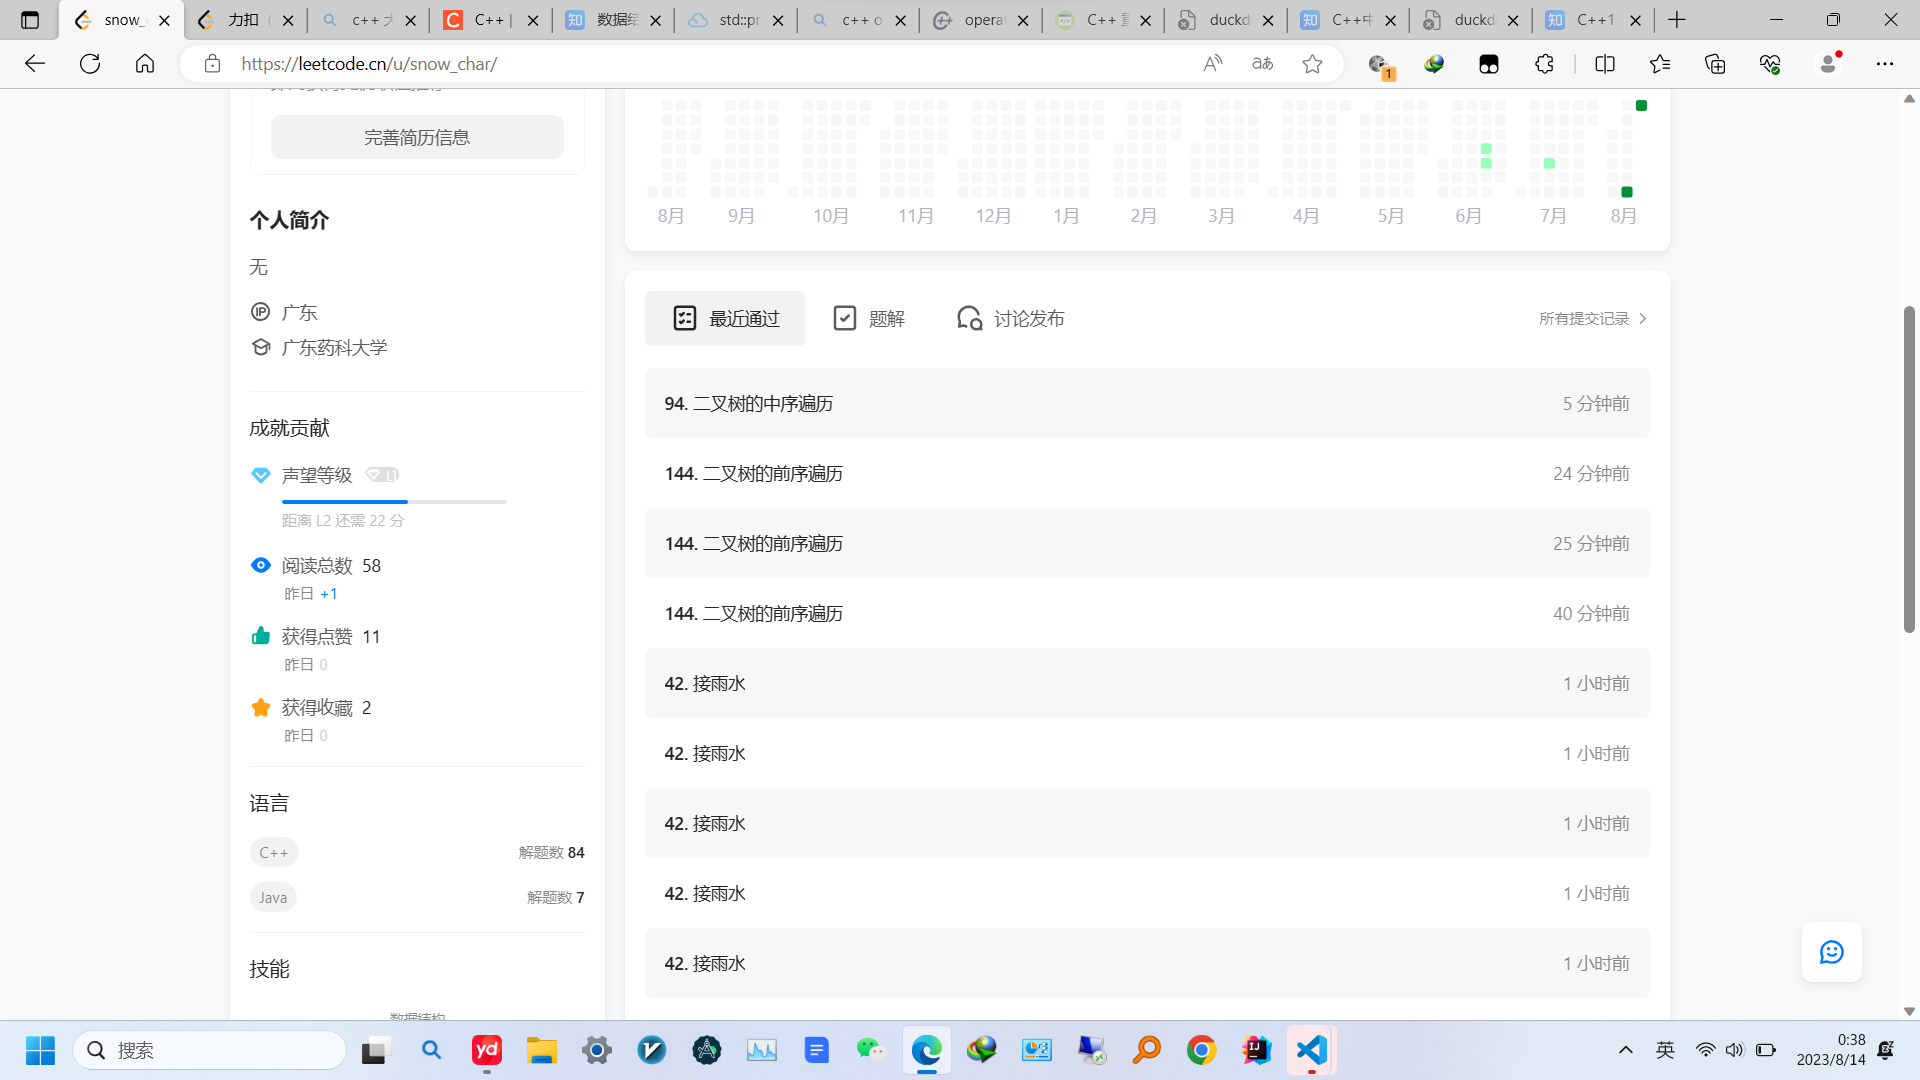 snow_
力扣
C++ |
std::pr
c++ o
operat
duckd
C++中
duckd
C++1
https://leetcode.cn/u/snow_char/
1
完善简历信息
8月
9月
10月
11月
12月
1月
2月
3月
4月
5月
6月
7月
8月
个人简介
无
广东
广东药科大学
成就贡献
声望等级
L1
距离 L2 还需 22 分
阅读总数 58
昨日 +1
获得点赞 11
昨日 0
获得收藏 2
昨日 0
语言
C++
解题数 84
Java
解题数 7
技能
数据结构
最近通过
题解
讨论发布
所有提交记录
94. 二叉树的中序遍历
5 分钟前
144. 二叉树的前序遍历
24 分钟前
144. 二叉树的前序遍历
25 分钟前
144. 二叉树的前序遍历
40 分钟前
42. 接雨水
1 小时前
42. 接雨水
1 小时前
42. 接雨水
1 小时前
42. 接雨水
1 小时前
42. 接雨水
1 小时前
搜索
yd
英
0:38
2023/8/14